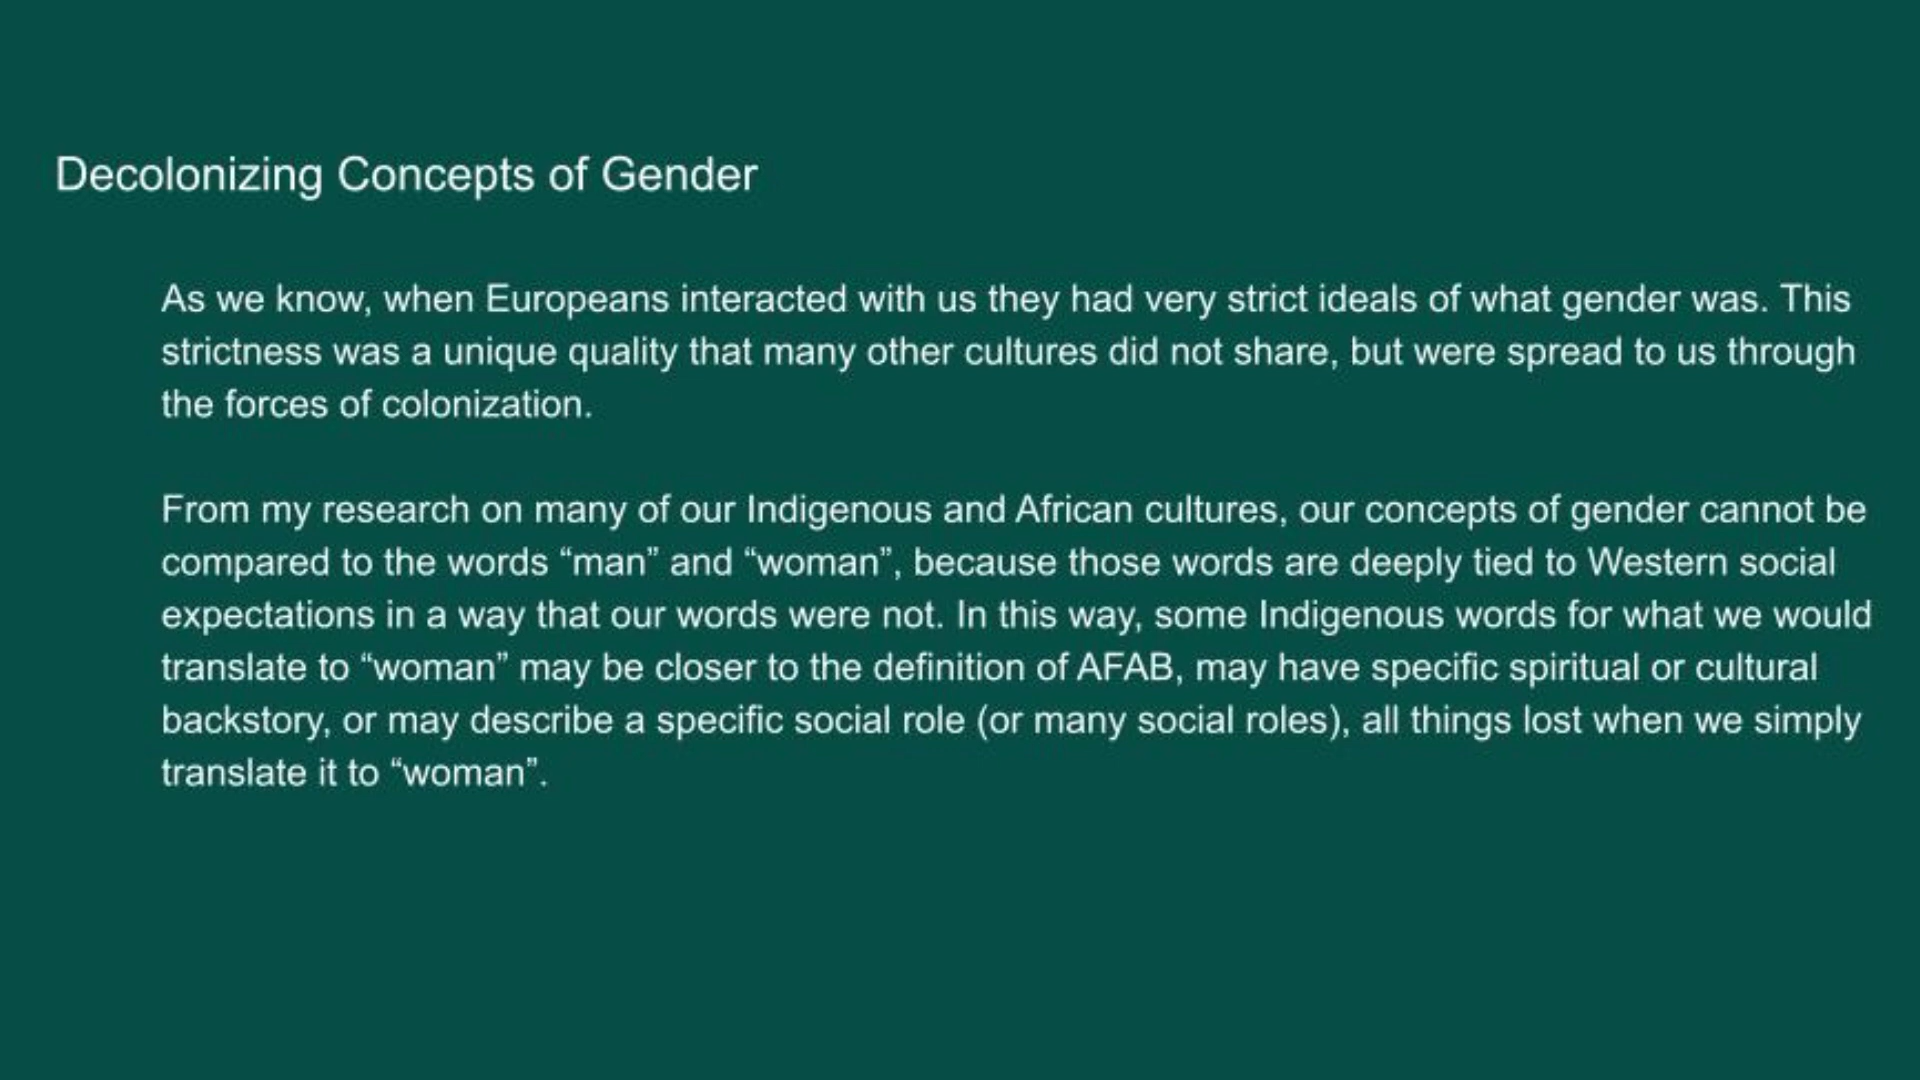 Decolonizing Concepts of Gender
As we know, when Europeans interacted with us they had very strict ideals of what gender was. This
strictness was a unique quality that many other cultures did not share, but were spread to us through
the forces of colonization.
From my research on many of our Indigenous and African cultures, our concepts of gender cannot be
compared to the words “man” and “woman”, because those words are deeply tied to Western social
expectations in a way that our words were not. In this way, some Indigenous words for what we would
translate to “woman” may be closer to the definition of AFAB, may have specific spiritual or cultural
backstory, or may describe a specific social role (or many social roles), all things lost when we simply
translate it to “woman”.